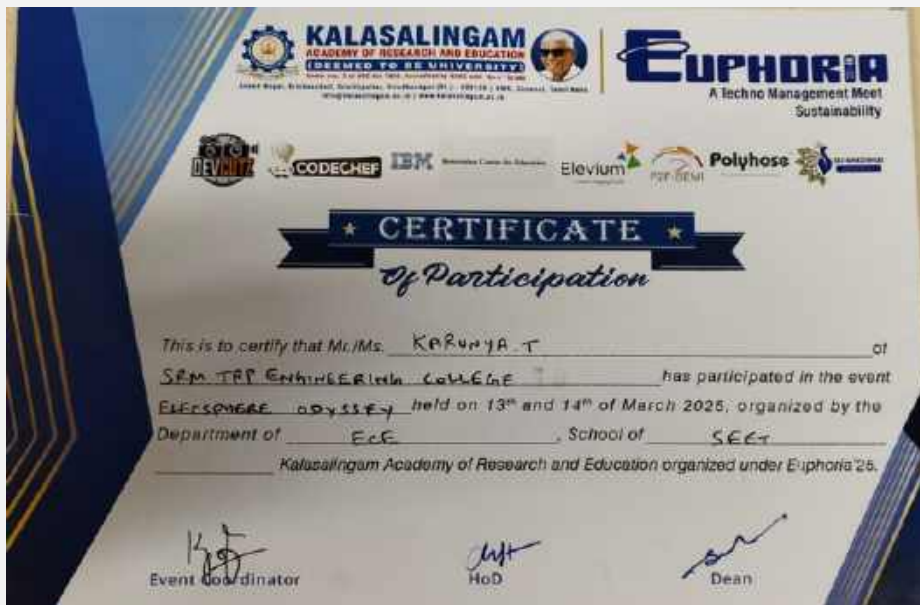 KALASALINGAM
ACADEMY OF RESEARCH AND EDUCATION
(DEEMED TO BE UNIVERSITY)
EUPHORIA
A Techno Management Meet
Sustainability
CODECHEF
IBM
Elevium
Polyhose
CERTIFICATE
Of Participation
This is to certify that Mr./Ms. KARUNYA.T of
SRM TRP ENGINEERING COLLEGE has participated in the event
ELECSPHERE ODYSSEY held on 13th and 14th of March 2025, organized by the
Department of ECE, School of SEET
Kalasalingam Academy of Research and Education organized under Euphoria'25.
Event Coordinator
HoD
Dean